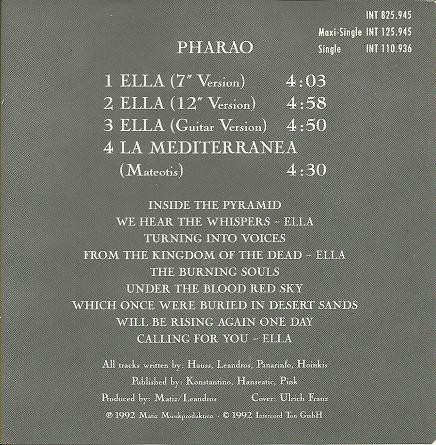 INT 825.945
Maxi-Single INT 125.945
Single INT 110.936
PHARAO
1 ELLA (7" Version) 4:03
2 ELLA (12" Version) 4:58
3 ELLA (Guitar Version) 4:50
4 LA MEDITERRANEA
(Mateotis) 4:30
INSIDE THE PYRAMID
WE HEAR THE WHISPERS - ELLA
TURNING INTO VOICES
FROM THE KINGDOM OF THE DEAD - ELLA
THE BURNING SOULS
UNDER THE BLOOD RED SKY
WHICH ONCE WERE BURIED IN DESERT SANDS
WILL BE RISING AGAIN ONE DAY
CALLING FOR YOU - ELLA
All tracks written by: Hauss, Leandros, Panarinfo, Hoinkis
Published by: Konstantino, Hanseatic, Pink
Produced by: Matiz/Leandros Cover: Ulrich Franz
℗ 1992 Matiz Musikproduktion - © 1992 Intercord Ton GmbH